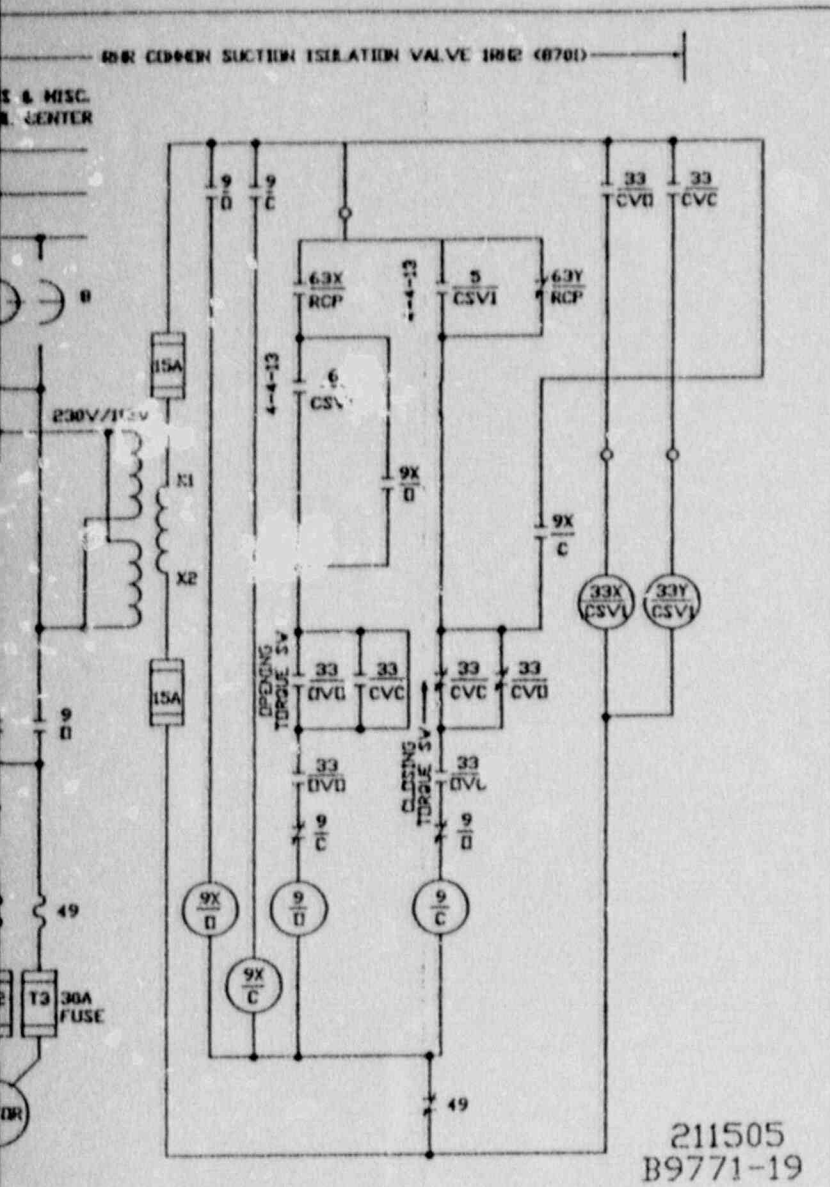 RHR COMMON SUCTION ISOLATION VALVE 1RH2 (8701)
& MISC.
CENTER
9
O
9
C
33
CVO
33
CVC
63X
RCP
4-4-13
5
CSV1
63Y
RCP
8
15A
4-4-13
6
230V/
X1
9X
O
9X
C
X2
33X
CSV1
33Y
CSV1
OPENING
TORQUE SW
33
OVO
33
CVC
33
CVC
33
CVO
15A
9
O
CLOSING
TORQUE SW
33
OVO
33
9
C
9
O
49
9X
O
9
O
9
C
9X
C
T3
30A
FUSE
49
211505
B9771-19